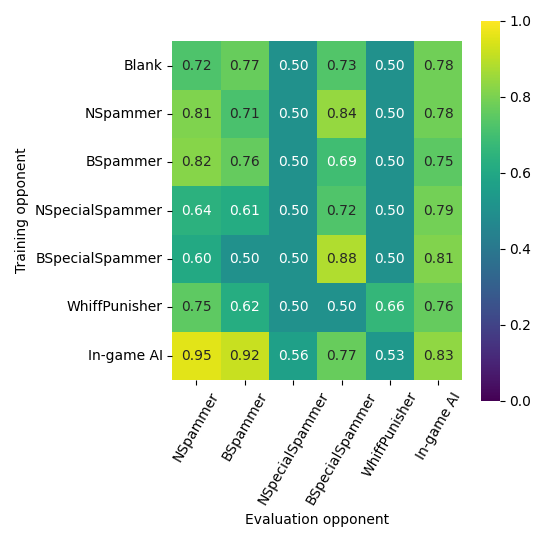 Blank 0.72 0.77 0.50 0.73 0.50 0.78
NSpammer 0.81 0.71 0.50 0.84 0.50 0.78
BSpammer 0.82 0.76 0.50 0.69 0.50 0.75
NSpecialSpammer 0.64 0.61 0.50 0.72 0.50 0.79
BSpecialSpammer 0.60 0.50 0.50 0.88 0.50 0.81
WhiffPunisher 0.75 0.62 0.50 0.50 0.66 0.76
In-game AI 0.95 0.92 0.56 0.77 0.53 0.83
Training opponent
NSpammer
BSpammer
NSpecialSpammer
BSpecialSpammer
WhiffPunisher
In-game AI
Evaluation opponent
1.0
0.8
0.6
0.4
0.2
0.0